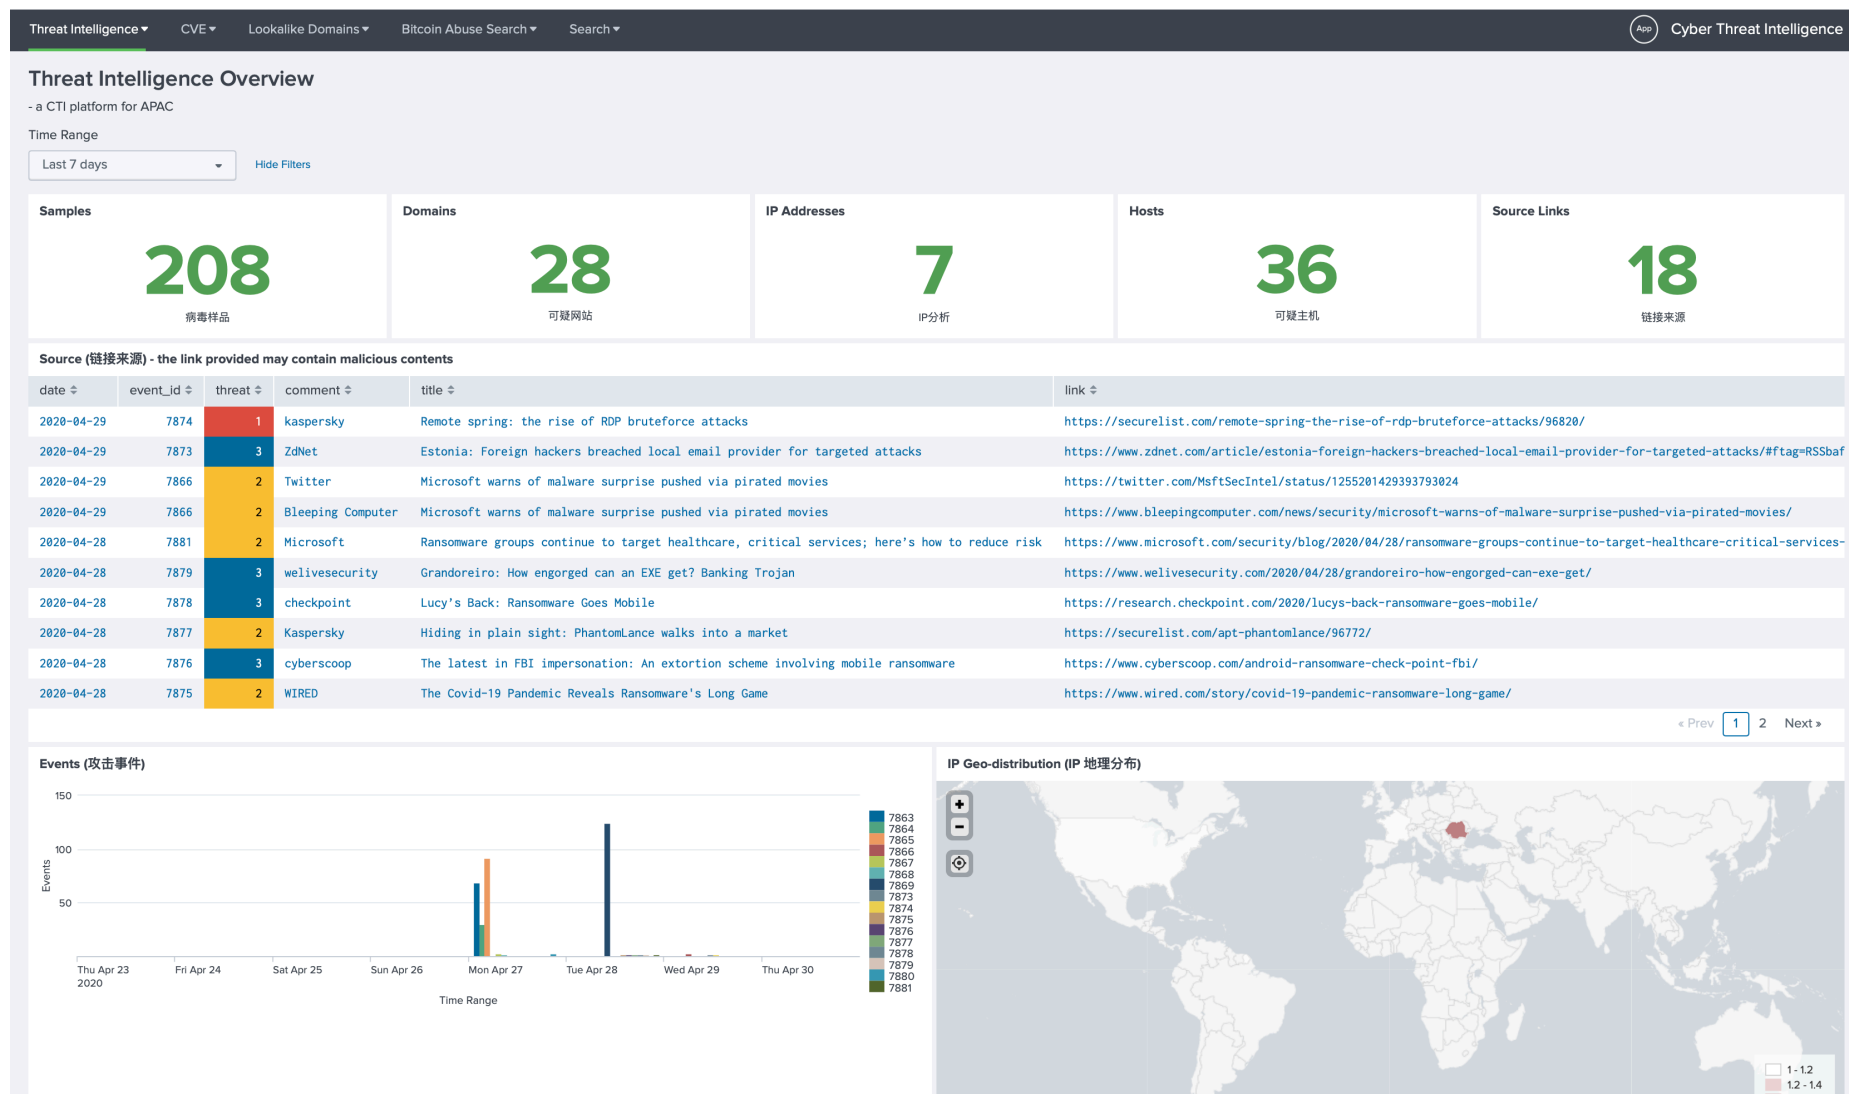 Threat Intelligence CVE Lookalike Domains Bitcoin Abuse Search Search App Cyber Threat Intelligence
Threat Intelligence Overview
- a CTI platform for APAC
Time Range
Last 7 days Hide Filters
Samples
208
病毒样品
Domains
28
可疑网站
IP Addresses
7
IP分析
Hosts
36
可疑主机
Source Links
18
链接来源
Source (链接来源) - the link provided may contain malicious contents
date event_id threat comment title link
2020-04-29 7874 1 kaspersky Remote spring: the rise of RDP bruteforce attacks https://securelist.com/remote-spring-the-rise-of-rdp-bruteforce-attacks/96820/
2020-04-29 7873 3 ZdNet Estonia: Foreign hackers breached local email provider for targeted attacks https://www.zdnet.com/article/estonia-foreign-hackers-breached-local-email-provider-for-targeted-attacks/#ftag=RSSbaf
2020-04-29 7866 2 Twitter Microsoft warns of malware surprise pushed via pirated movies https://twitter.com/MsftSecIntel/status/1255201429393793024
2020-04-29 7866 2 Bleeping Computer Microsoft warns of malware surprise pushed via pirated movies https://www.bleepingcomputer.com/news/security/microsoft-warns-of-malware-surprise-pushed-via-pirated-movies/
2020-04-28 7881 2 Microsoft Ransomware groups continue to target healthcare, critical services; here's how to reduce risk https://www.microsoft.com/security/blog/2020/04/28/ransomware-groups-continue-to-target-healthcare-critical-services-
2020-04-28 7879 3 welivesecurity Grandoreiro: How engorged can an EXE get? Banking Trojan https://www.welivesecurity.com/2020/04/28/grandoreiro-how-engorged-can-exe-get/
2020-04-28 7878 3 checkpoint Lucy's Back: Ransomware Goes Mobile https://research.checkpoint.com/2020/lucys-back-ransomware-goes-mobile/
2020-04-28 7877 2 Kaspersky Hiding in plain sight: PhantomLance walks into a market https://securelist.com/apt-phantomlance/96772/
2020-04-28 7876 3 cyberscoop The latest in FBI impersonation: An extortion scheme involving mobile ransomware https://www.cyberscoop.com/android-ransomware-check-point-fbi/
2020-04-28 7875 2 WIRED The Covid-19 Pandemic Reveals Ransomware's Long Game https://www.wired.com/story/covid-19-pandemic-ransomware-long-game/
« Prev 1 2 Next »
Events (攻击事件)
150
100
50
Events
Thu Apr 23 Fri Apr 24 Sat Apr 25 Sun Apr 26 Mon Apr 27 Tue Apr 28 Wed Apr 29 Thu Apr 30
2020
Time Range
7863
7864
7865
7866
7867
7868
7869
7873
7874
7875
7876
7877
7878
7879
7880
7881
IP Geo-distribution (IP 地理分布)
+
-
1 - 1.2
1.2 - 1.4